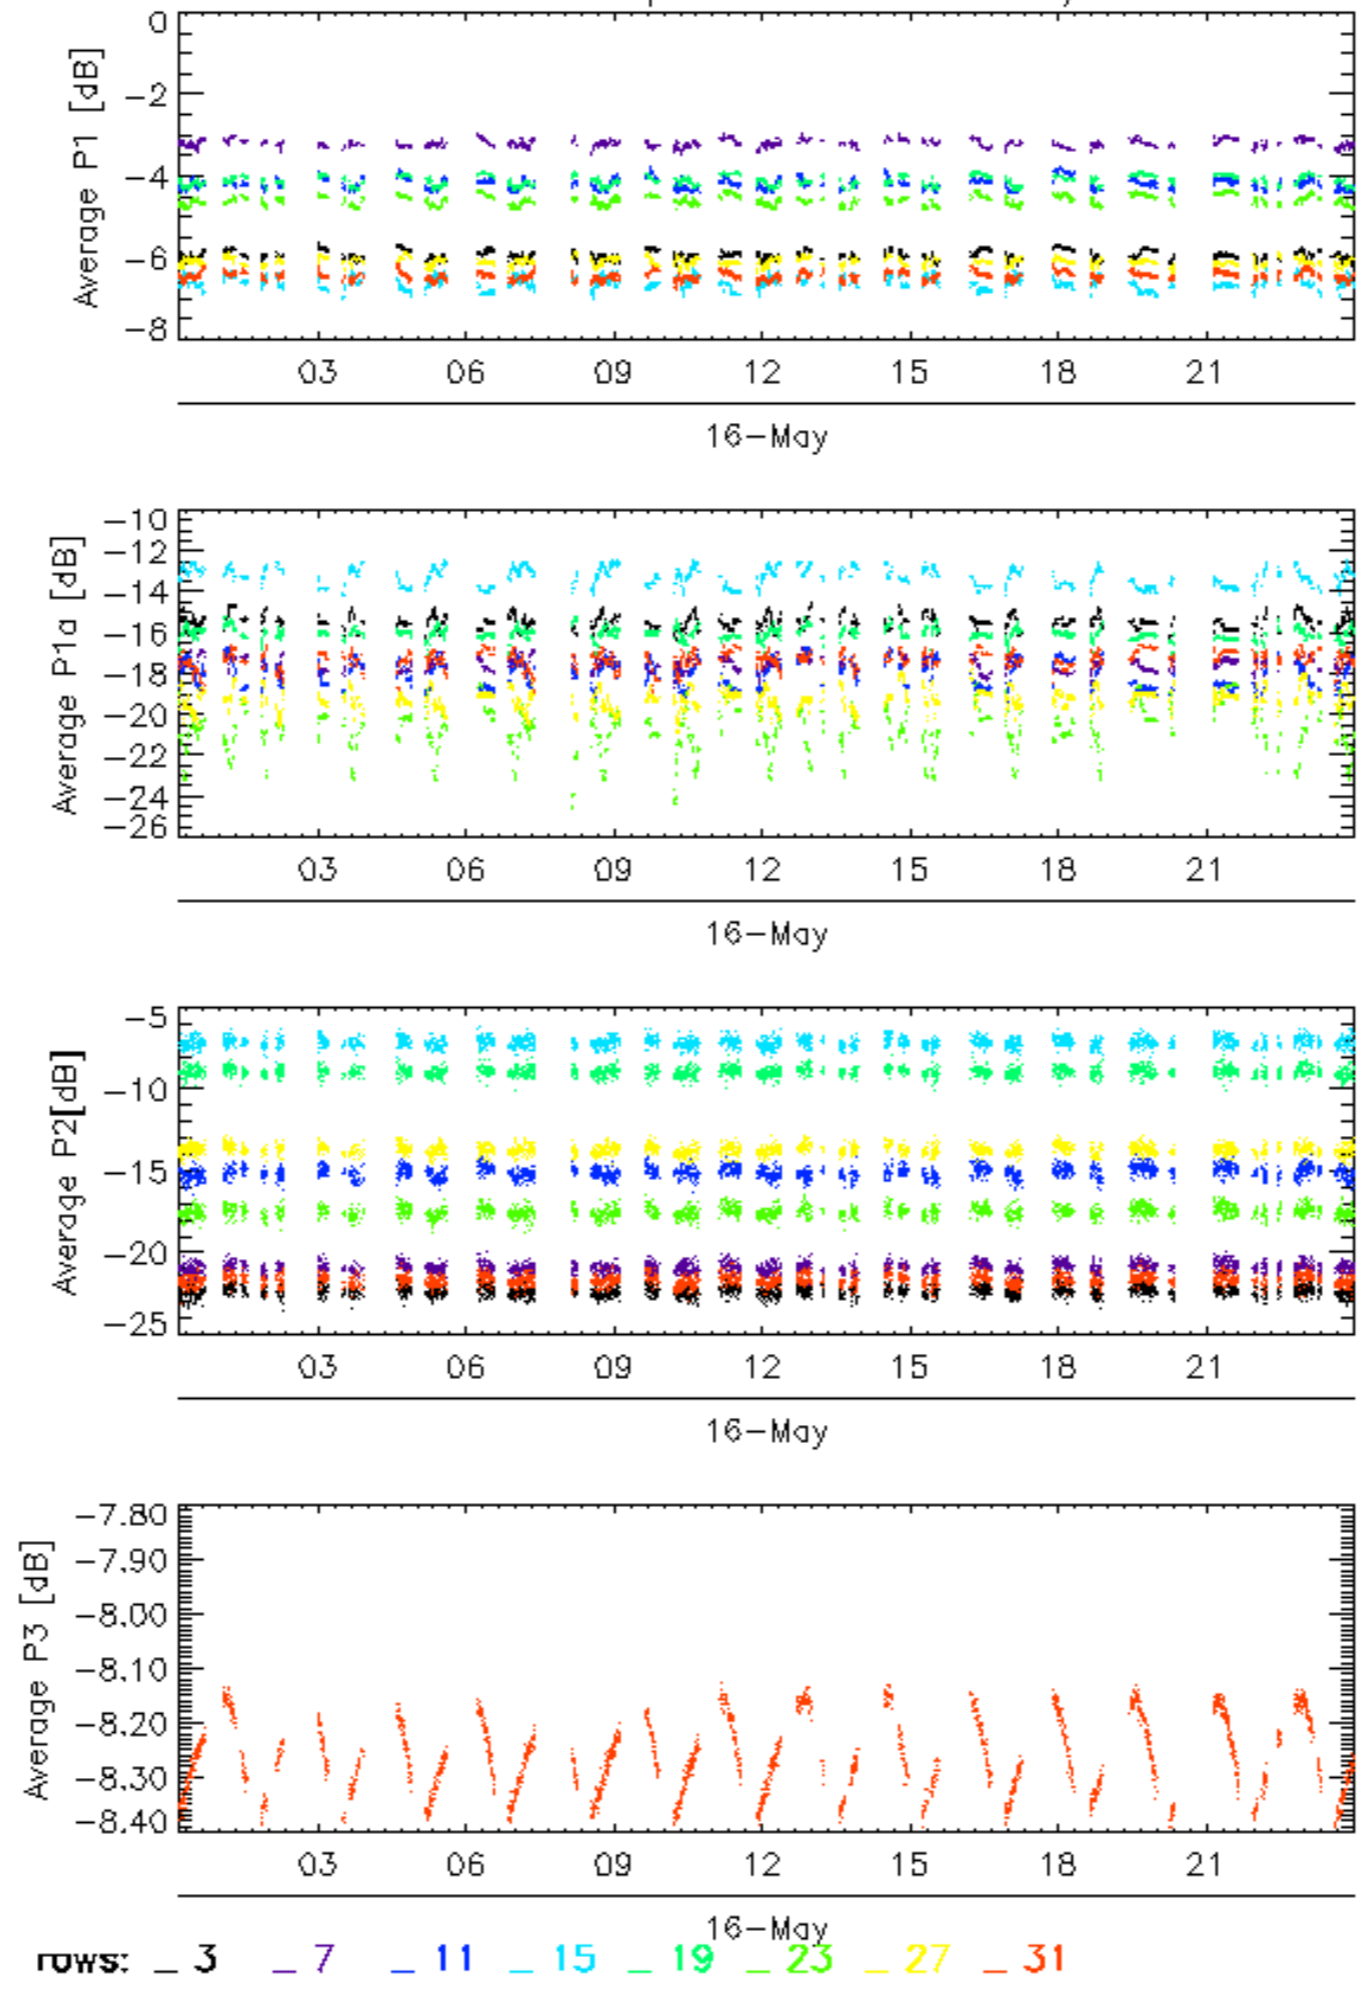 0
-2
Average P1 [dB]
-4
-6
-8
03 06 09 12 15 18 21
16-May
-10
-12
-14
Average P1a [dB]
-16
-18
-20
-22
-24
-26
03 06 09 12 15 18 21
16-May
-5
-10
Average P2[dB]
-15
-20
-25
03 06 09 12 15 18 21
16-May
-7.80
-7.90
-8.00
Average P3 [dB]
-8.10
-8.20
-8.30
-8.40
03 06 09 12 15 18 21
16-May
rows: _ 3 _ 7 _ 11 _ 15 _ 19 _ 23 _ 27 _ 31